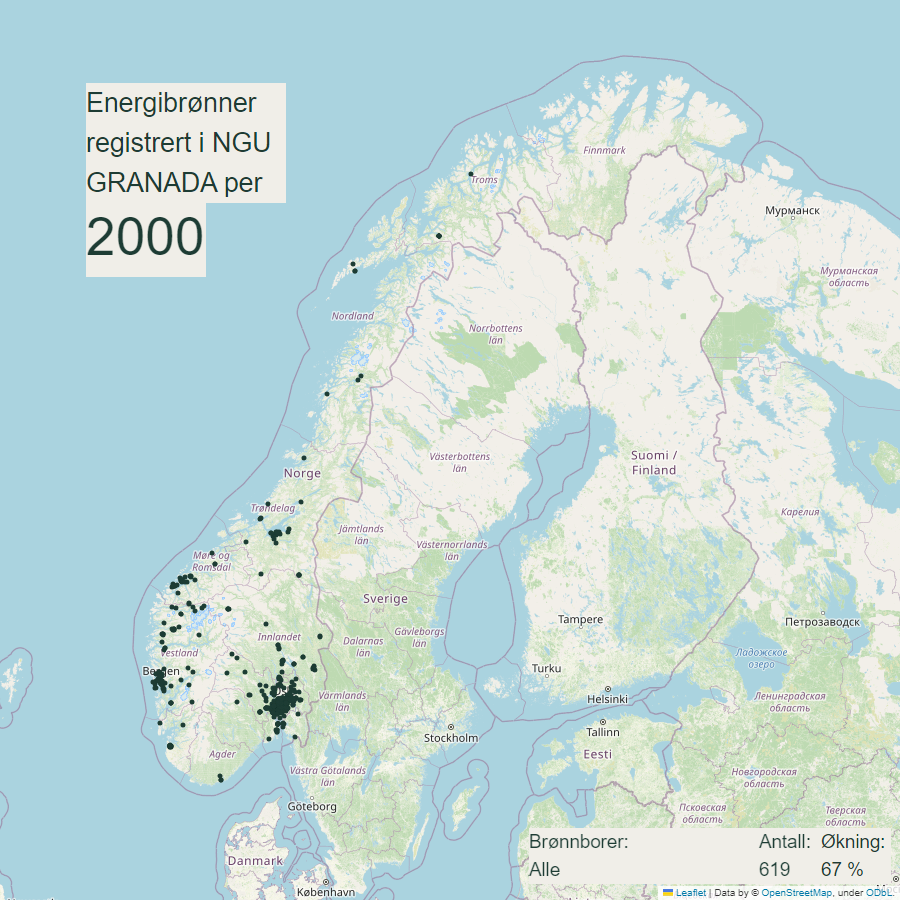 Energibrønner
registrert i NGU
GRANADA per
2000
Finnmark
Troms
Мурманск
Мурманская
область
Nordland
Norrbottens
län
Västerbottens
län
Suomi /
Finland
Norge
Trøndelag
Jämtlands
län
Västernorrlands
län
Карелия
Møre og
Romsdal
Sverige
Tampere
Петрозаводск
Innlandet
Dalarnas
län
Gävleborgs
län
Vestland
Ладожское
озеро
Bergen
Turku
Helsinki
Värmlands
län
Ленинградская
область
Stockholm
Tallinn
Eesti
Agder
Västra Götalands
län
Новгородская
область
Göteborg
Псковская
область
Тверская
область
Danmark
København
Brønnborer: Antall: Økning:
Alle 619 67 %
Leaflet | Data by © OpenStreetMap, under ODbL.